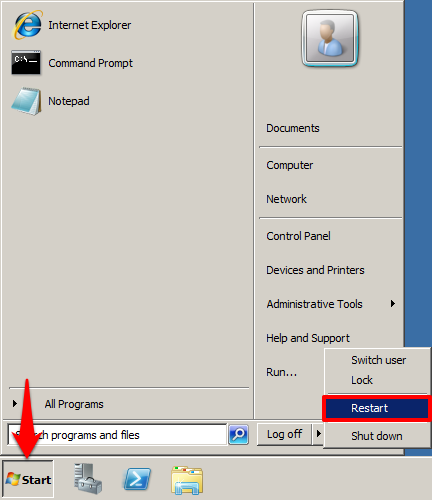 Internet Explorer
Command Prompt
Notepad
Documents
Computer
Network
Control Panel
Devices and Printers
Administrative Tools
Help and Support
Run...
Switch user
Lock
Restart
Shut down
All Programs
programs and files
Log off
Start